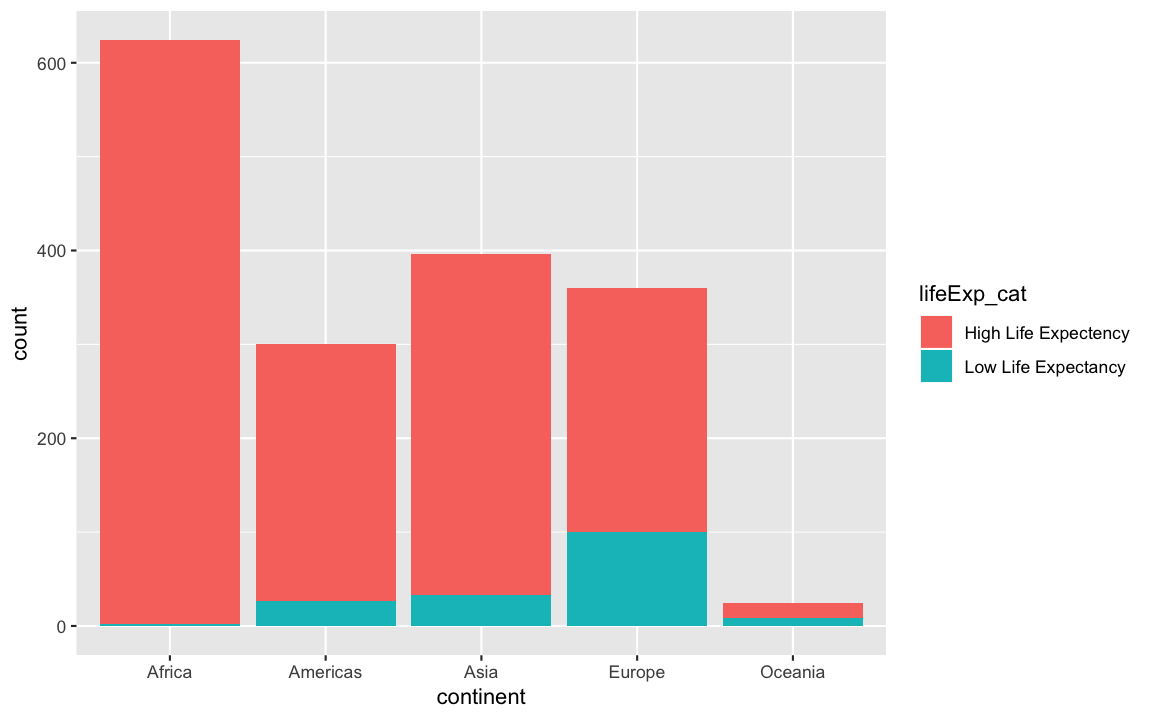 600
400
200
0
count
Africa
Americas
Asia
Europe
Oceania
continent
lifeExp_cat
High Life Expectency
Low Life Expectancy